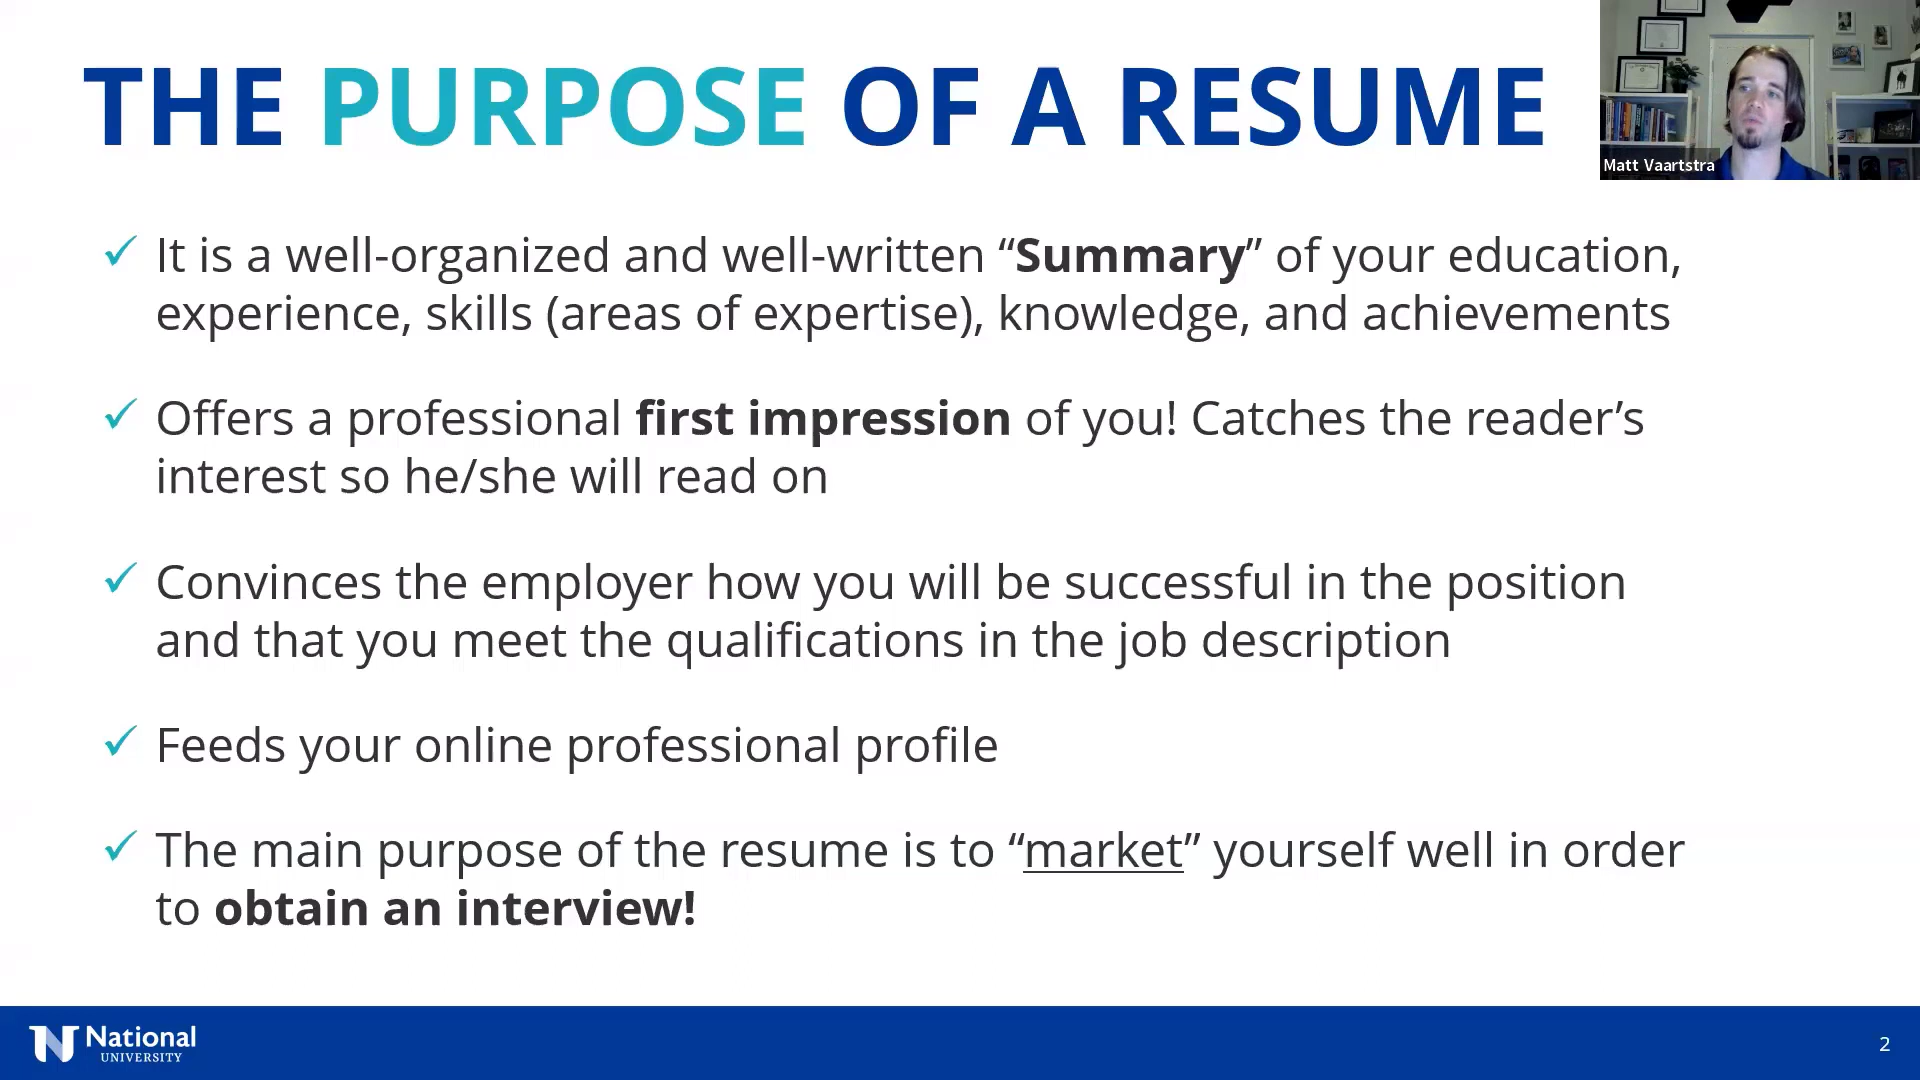 THE PURPOSE OF A RESUME
Matt Vaartstra
✓ It is a well-organized and well-written “Summary” of your education,
experience, skills (areas of expertise), knowledge, and achievements
✓ Offers a professional first impression of you! Catches the reader’s
interest so he/she will read on
✓ Convinces the employer how you will be successful in the position
and that you meet the qualifications in the job description
✓ Feeds your online professional profile
✓ The main purpose of the resume is to “market” yourself well in order
to obtain an interview!
National
UNIVERSITY
2